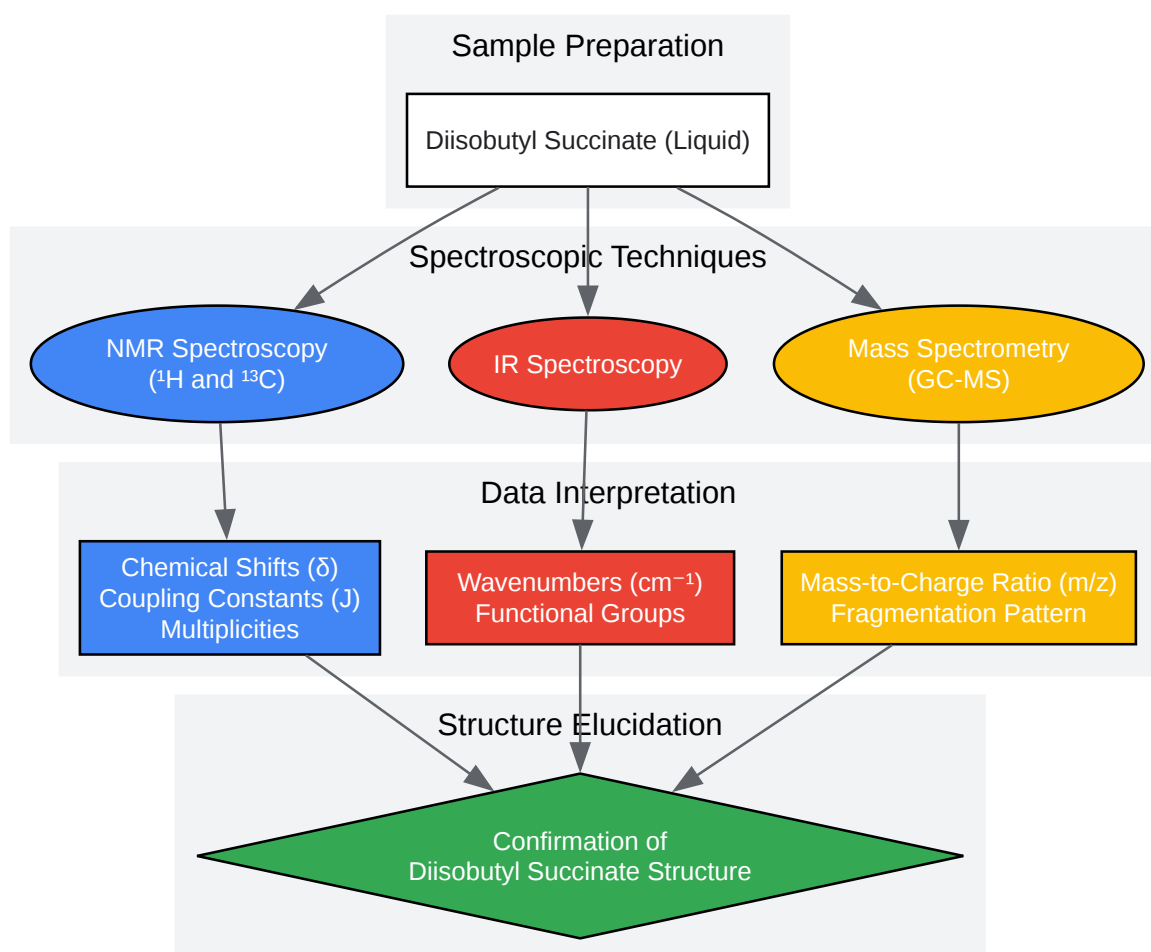 Sample Preparation
Diisobutyl Succinate (Liquid)
Spectroscopic Techniques
NMR Spectroscopy
(¹H and ¹³C)
IR Spectroscopy
Mass Spectrometry
(GC-MS)
Data Interpretation
Chemical Shifts (δ)
Coupling Constants (J)
Multiplicities
Wavenumbers (cm⁻¹)
Functional Groups
Mass-to-Charge Ratio (m/z)
Fragmentation Pattern
Structure Elucidation
Confirmation of
Diisobutyl Succinate Structure